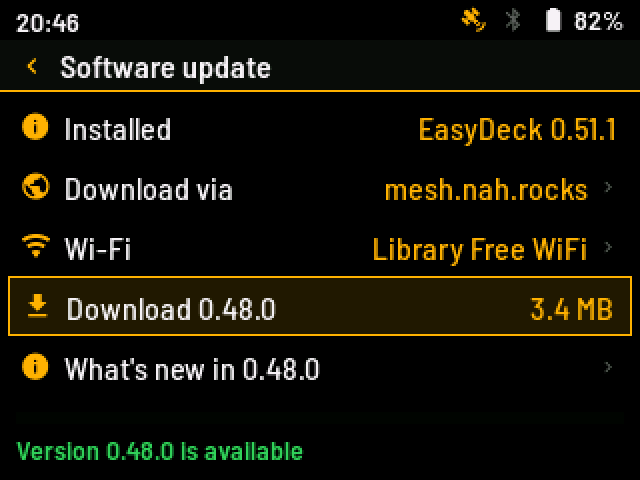 20:46 82%
Software update
Installed EasyDeck 0.51.1
Download via mesh.nah.rocks
Wi-Fi Library Free WiFi
Download 0.48.0 3.4 MB
What's new in 0.48.0
Version 0.48.0 is available